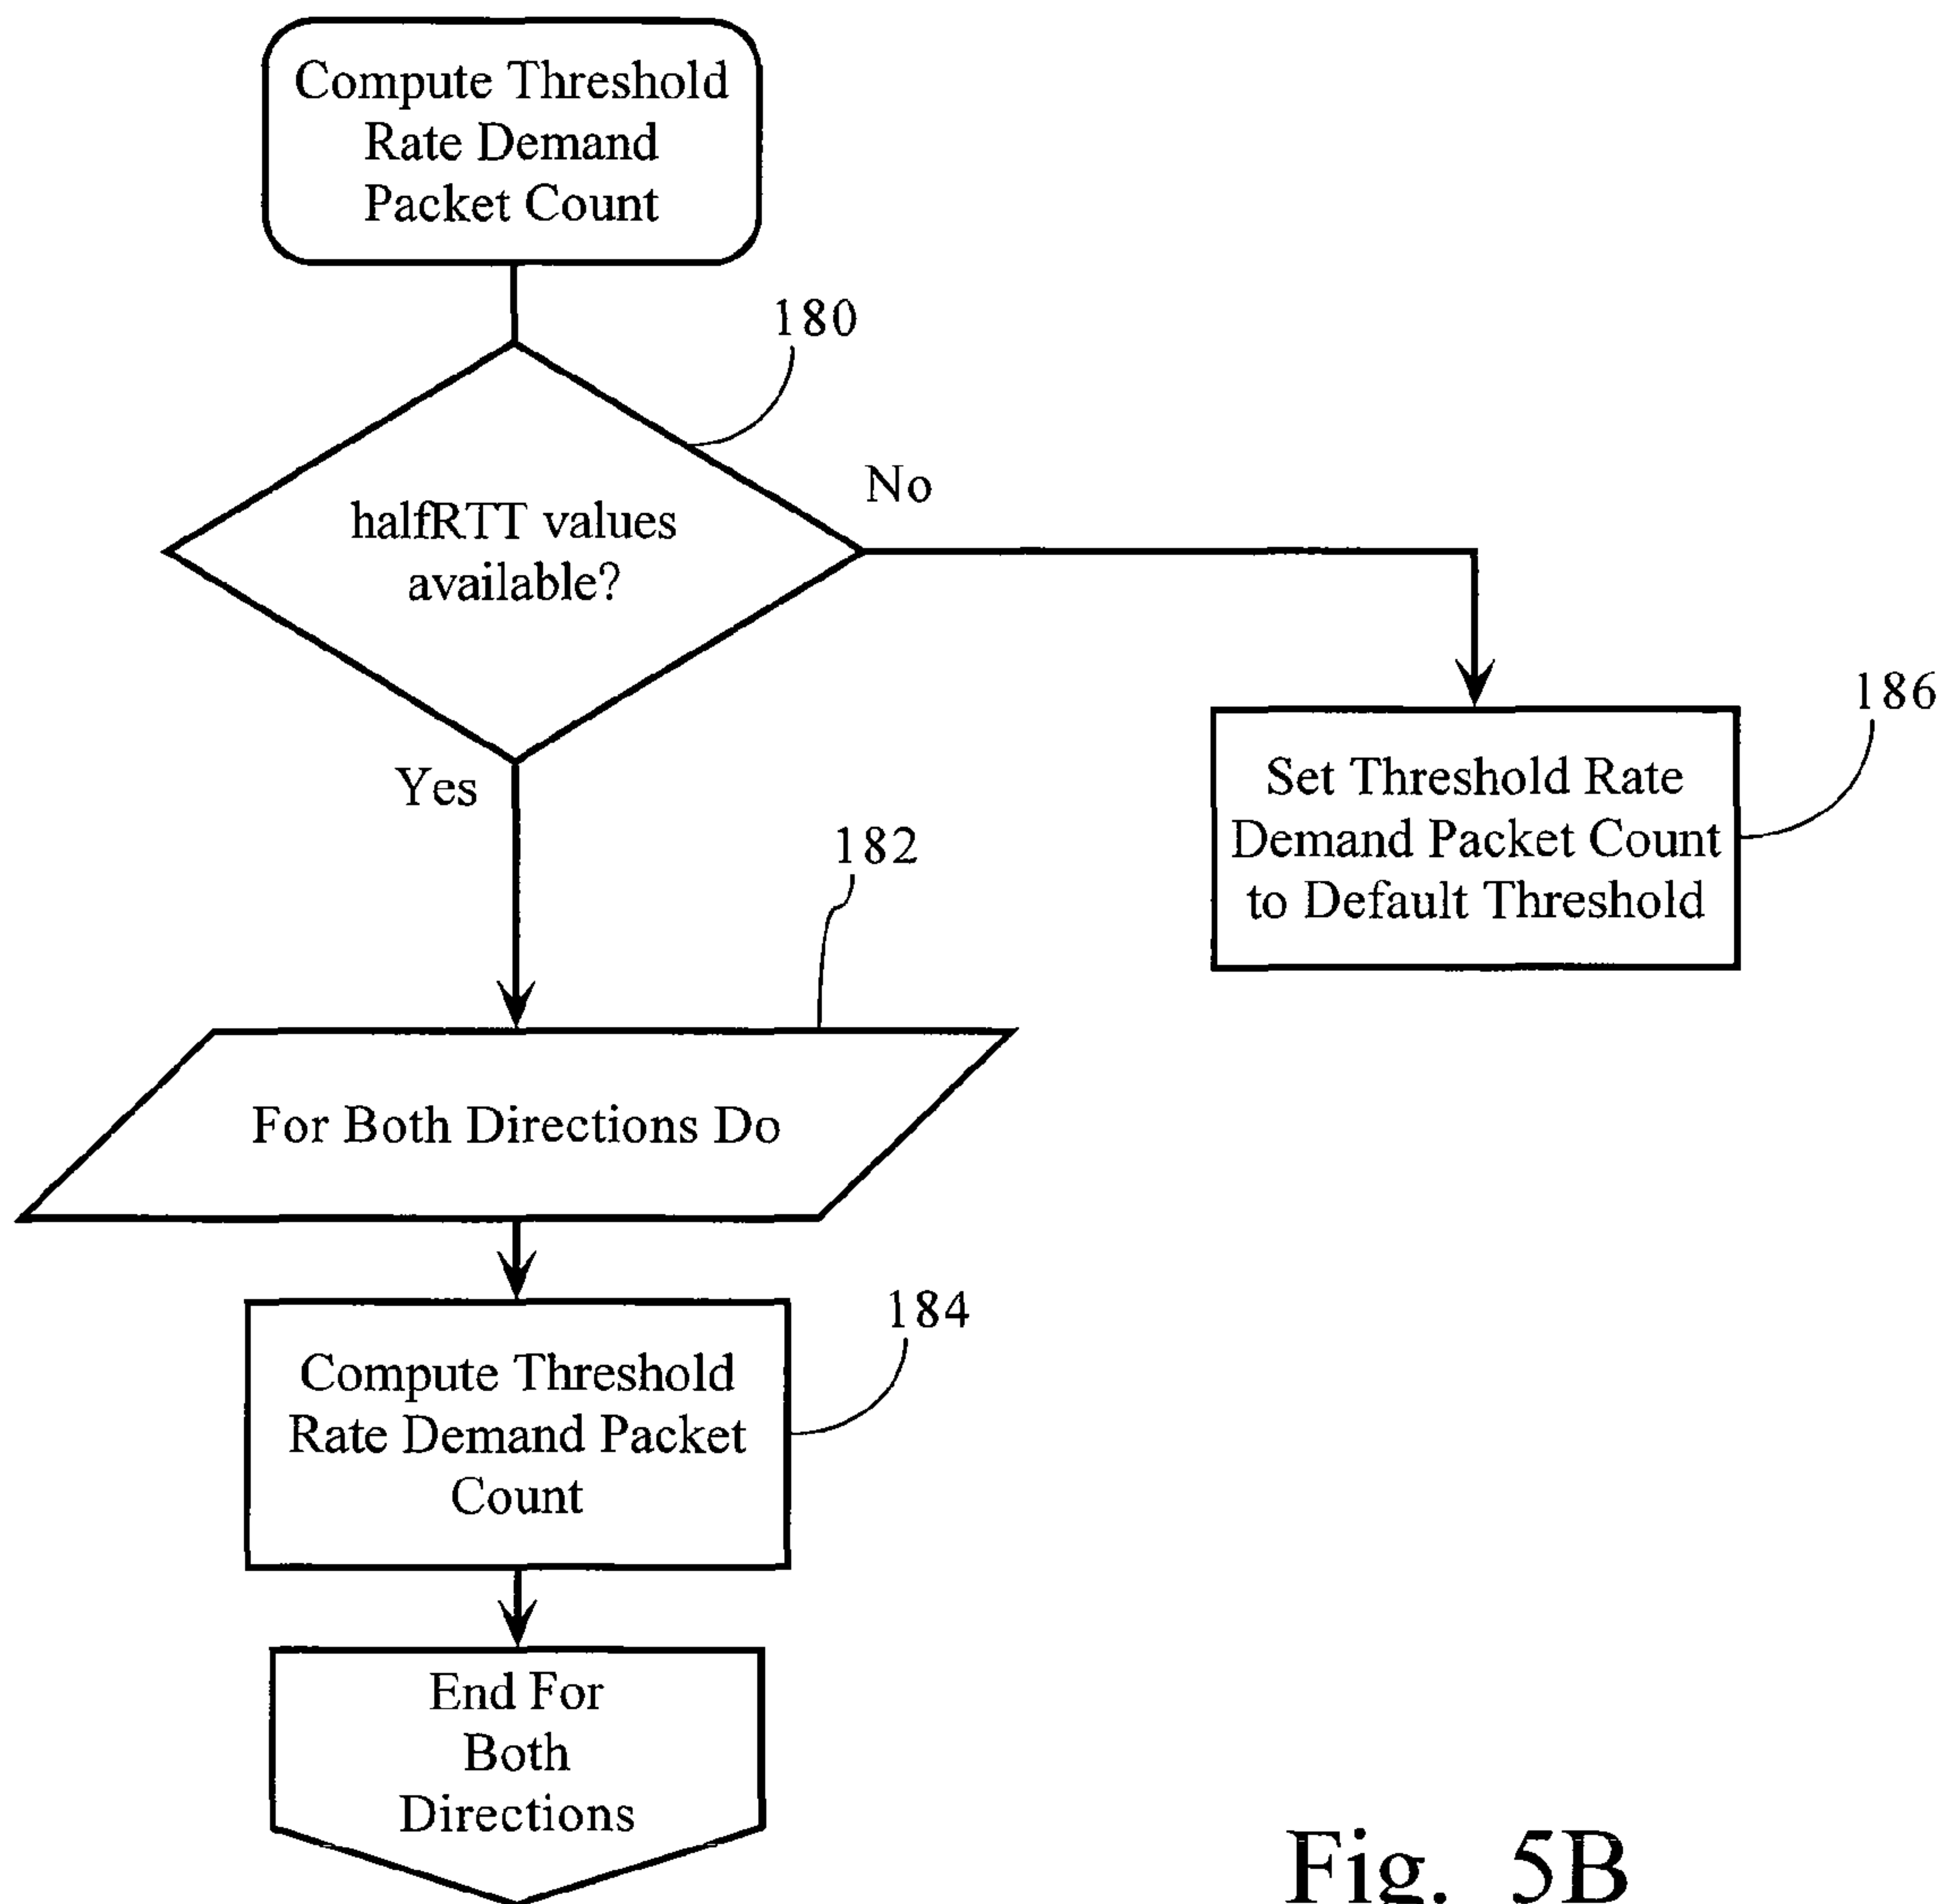 Compute Threshold
Rate Demand
Packet Count
180
halfRTT values
available?
No
Yes
186
Set Threshold Rate
Demand Packet Count
to Default Threshold
182
For Both Directions Do
184
Compute Threshold
Rate Demand Packet
Count
End For
Both
Directions
Fig. 5B